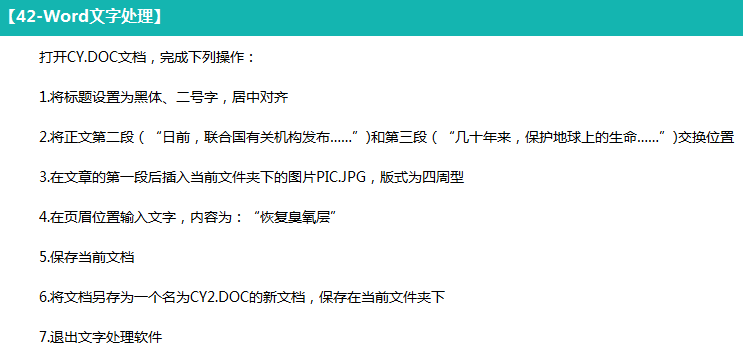 【42-Word文字处理】
打开CY.DOC文档，完成下列操作：
1.将标题设置为黑体、二号字，居中对齐
2.将正文第二段（“日前，联合国有关机构发布......”)和第三段（“几十年来，保护地球上的生命......”)交换位置
3.在文章的第一段后插入当前文件夹下的图片PIC.JPG，版式为四周型
4.在页眉位置输入文字，内容为：“恢复臭氧层”
5.保存当前文档
6.将文档另存为一个名为CY2.DOC的新文档，保存在当前文件夹下
7.退出文字处理软件